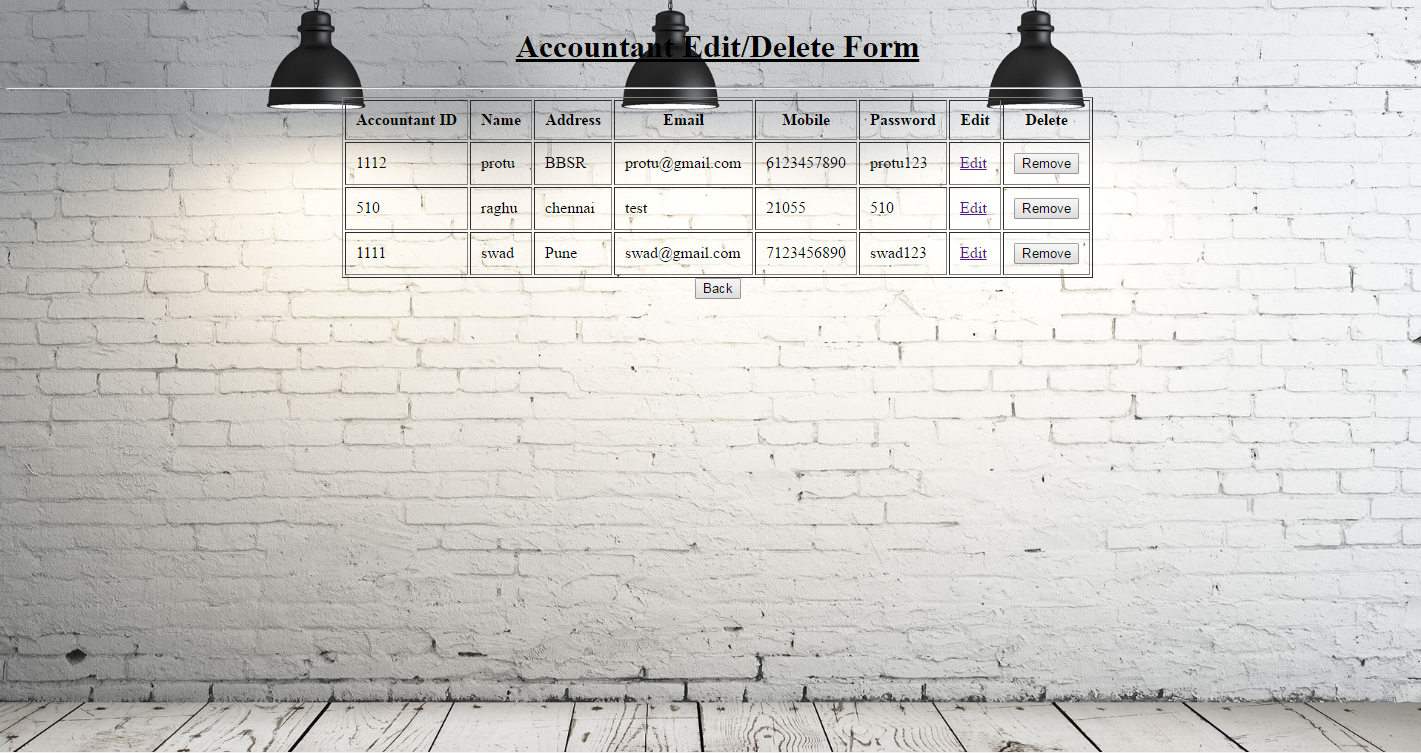 Accountant Edit/Delete Form
Accountant ID Name Address Email Mobile Password Edit Delete
1112 protu BBSR protu@gmail.com 6123457890 protu123 Edit Remove
510 raghu chennai test 21055 510 Edit Remove
1111 swad Pune swad@gmail.com 7123456890 swad123 Edit Remove
Back